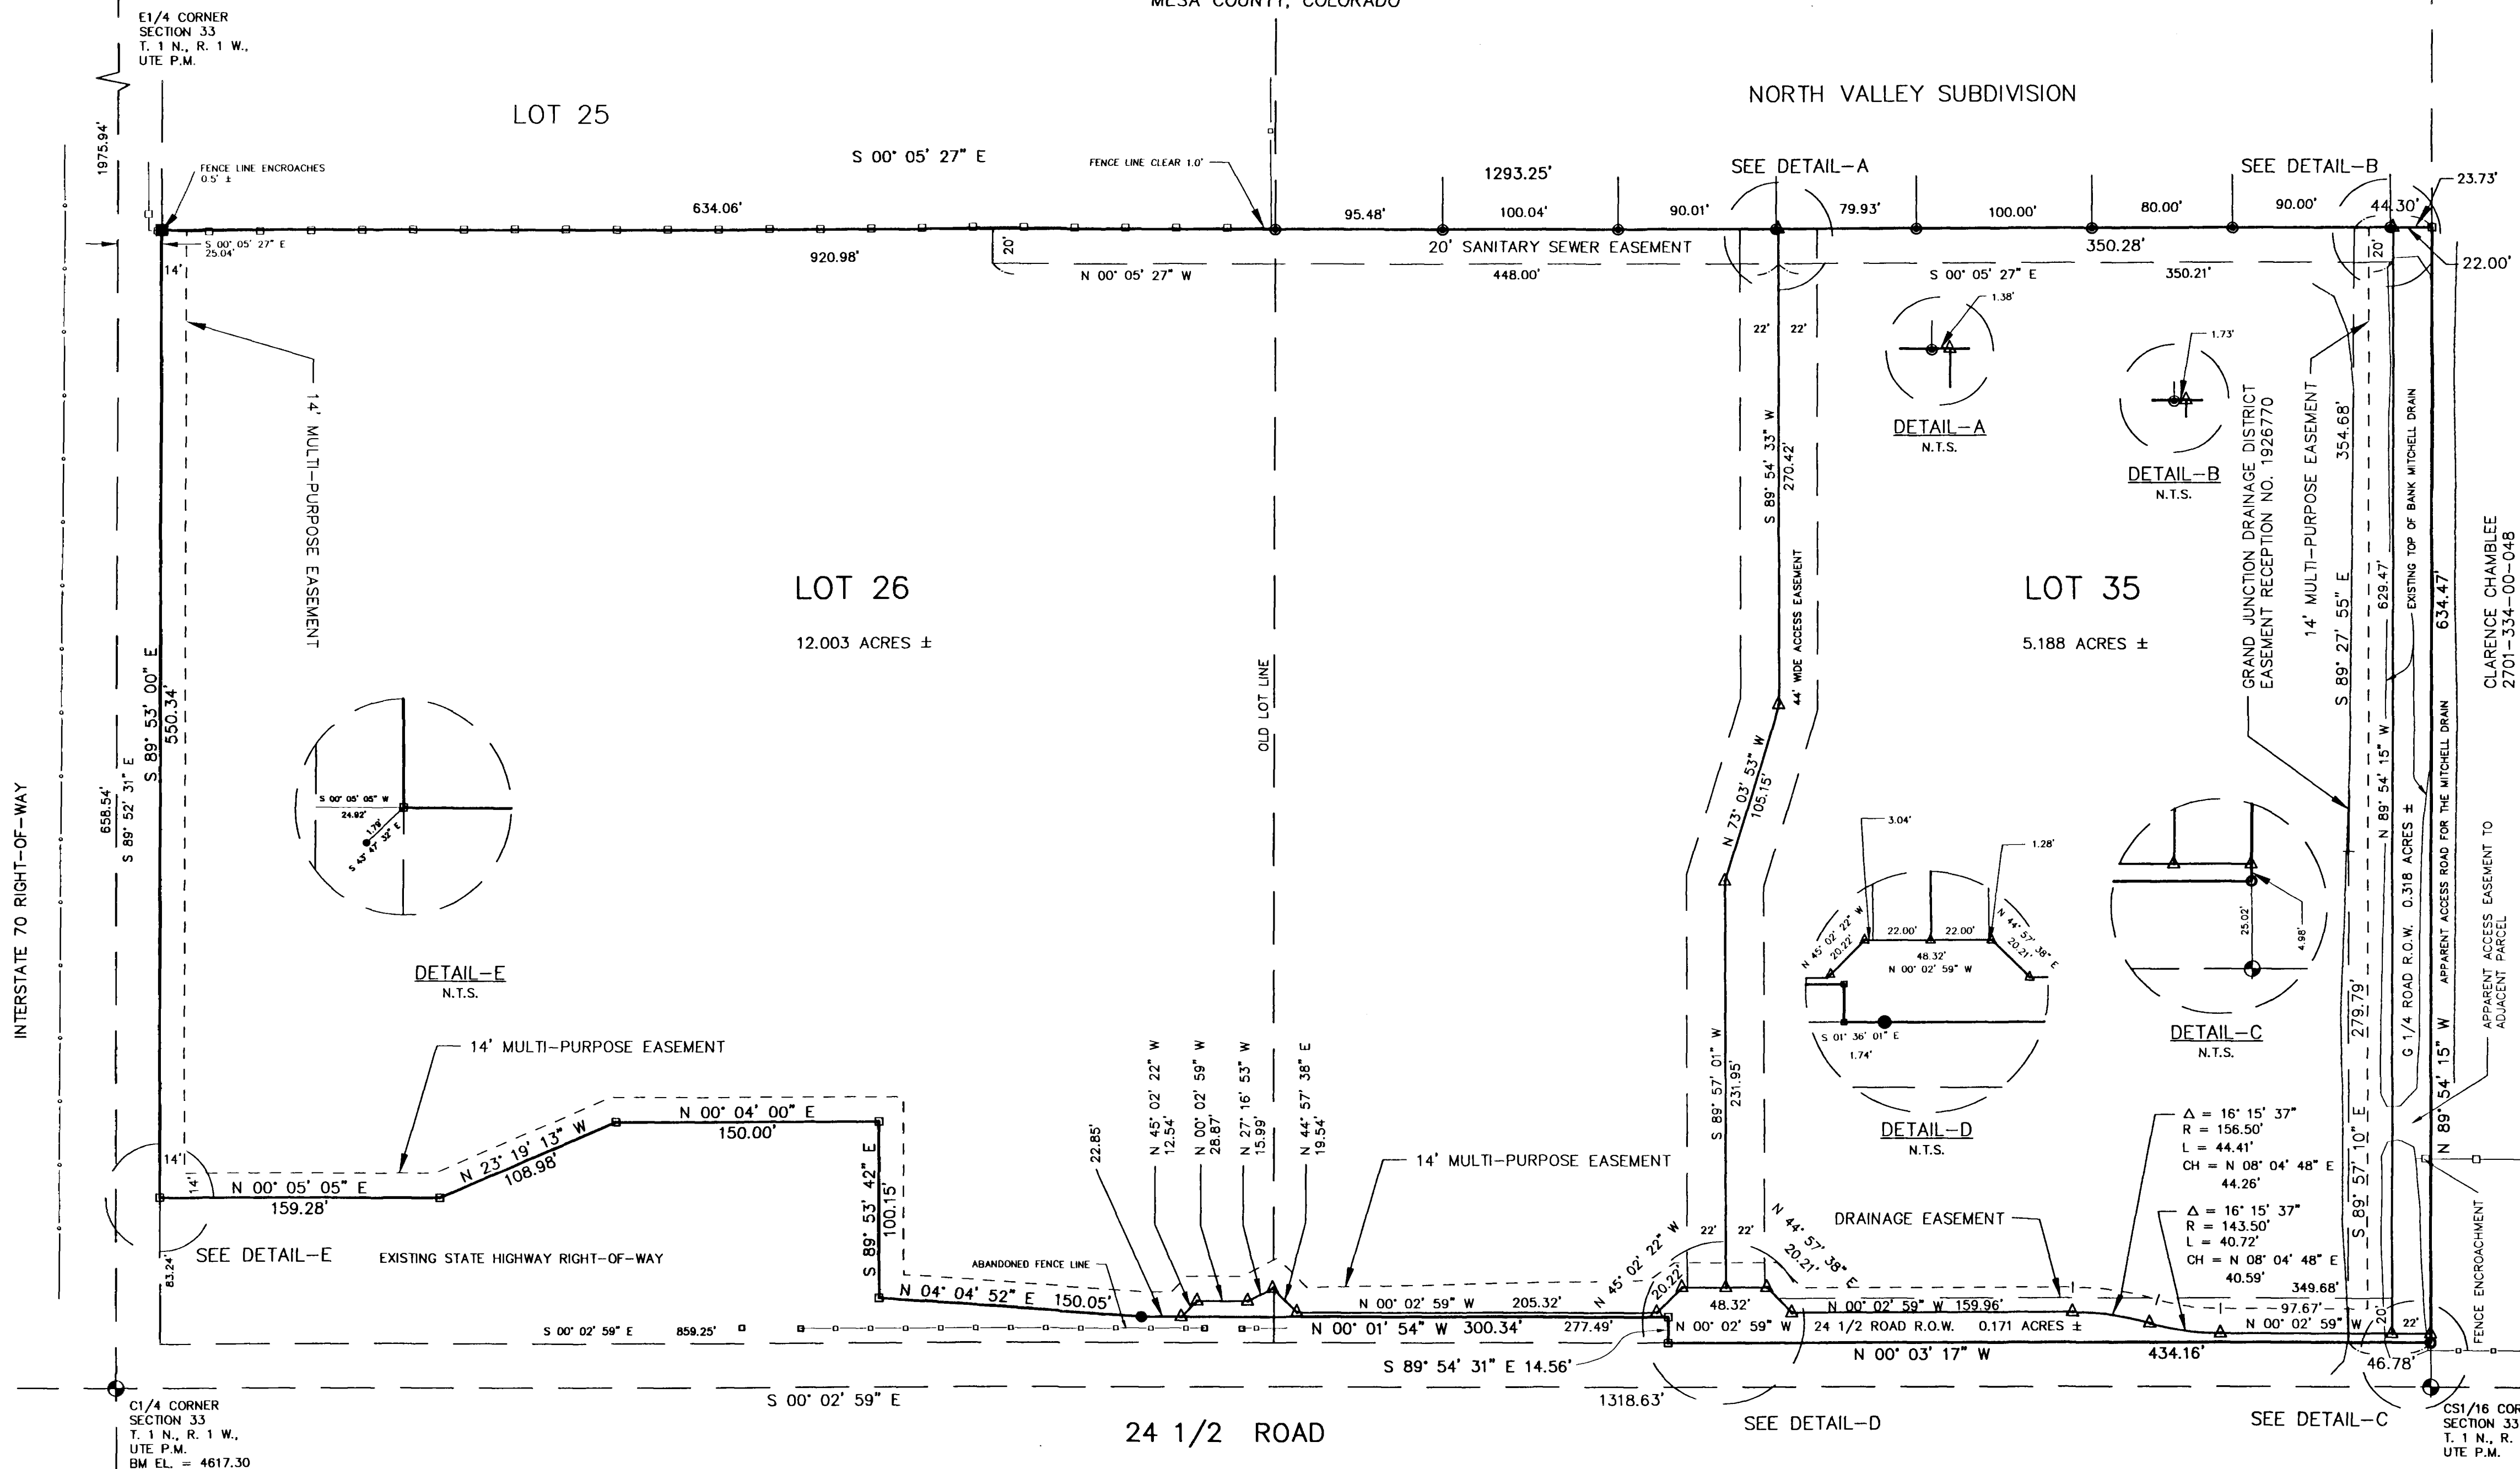 MESA COUNTY, COLORADO
E1/4 CORNER
SECTION 33
T. 1 N., R. 1 W.,
UTE P.M.
1975.94'
LOT 25
NORTH VALLEY SUBDIVISION
FENCE LINE ENCROACHES
0.5' ±
S 00° 05' 27" E
FENCE LINE CLEAR 1.0'
1293.25'
SEE DETAIL-A
SEE DETAIL-B
23.73'
634.06'
95.48'
100.04'
90.01'
79.93'
100.00'
80.00'
90.00'
44.30'
S 00° 05' 27" E
25.04'
14'
920.98'
20'
N 00° 05' 27" W
20' SANITARY SEWER EASEMENT
448.00'
350.28'
S 00° 05' 27" E
350.21'
20'
22.00'
22' 22'
1.38'
DETAIL-A
N.T.S.
1.73'
DETAIL-B
N.T.S.
14' MULTI-PURPOSE EASEMENT
S 89° 54' 33" W
270.42'
44' WIDE ACCESS EASEMENT
GRAND JUNCTION DRAINAGE DISTRICT
EASEMENT RECEPTION NO. 1926770
14' MULTI-PURPOSE EASEMENT
354.68'
S 89° 27' 55" E
629.47'
N 89° 54' 15" W
EXISTING TOP OF BANK MITCHELL DRAIN
634.47'
CLARENCE CHAMBLEE
2701-334-00-048
LOT 26
12.003 ACRES ±
LOT 35
5.188 ACRES ±
OLD LOT LINE
INTERSTATE 70 RIGHT-OF-WAY
658.54'
S 89° 52' 31" E
S 89° 53' 00" E
550.34'
S 00° 05' 05" W
24.92'
1.79'
S 43° 47' 32" E
DETAIL-E
N.T.S.
N 73° 03' 53" W
105.15'
3.04'
1.28'
N 45° 02' 22" W
20.22'
22.00' 22.00'
48.32'
N 00° 02' 59" W
N 44° 57' 38" E
20.21'
S 01° 36' 01" E
1.74'
DETAIL-D
N.T.S.
25.02'
4.98'
DETAIL-C
N.T.S.
279.79'
S 89° 57' 10" E
G 1/4 ROAD R.O.W. 0.318 ACRES ±
APPARENT ACCESS ROAD FOR THE MITCHELL DRAIN
N 89° 54' 15" W
APPARENT ACCESS EASEMENT TO
ADJACENT PARCEL
S 89° 57' 01" W
231.95'
14' MULTI-PURPOSE EASEMENT
14'
14'
N 00° 05' 05" E
159.28'
N 23° 19' 13" W
108.98'
N 00° 04' 00" E
150.00'
S 89° 53' 42" E
100.15'
22.85'
N 45° 02' 22" W
12.54'
N 00° 02' 59" W
28.87'
N 27° 16' 53" W
15.99'
N 44° 57' 38" E
19.54'
14' MULTI-PURPOSE EASEMENT
Δ = 16° 15' 37"
R = 156.50'
L = 44.41'
CH = N 08° 04' 48" E
44.26'
Δ = 16° 15' 37"
R = 143.50'
L = 40.72'
CH = N 08° 04' 48" E
40.59'
DRAINAGE EASEMENT
22' 22'
N 45° 02' 22" W
20.22'
N 44° 57' 38" E
20.21'
349.68'
97.67'
20'
FENCE ENCROACHMENT
83.24'
SEE DETAIL-E
EXISTING STATE HIGHWAY RIGHT-OF-WAY
ABANDONED FENCE LINE
N 04° 04' 52" E 150.05'
N 00° 02' 59" W 205.32'
48.32'
N 00° 02' 59" W 159.96'
S 00° 02' 59" E 859.25'
N 00° 01' 54" W 300.34'
277.49'
N 00° 02' 59" W
24 1/2 ROAD R.O.W. 0.171 ACRES ±
N 00° 02' 59" W
22'
S 89° 54' 31" E 14.56'
N 00° 03' 17" W
434.16'
46.78'
S 00° 02' 59" E
1318.63'
24 1/2 ROAD
SEE DETAIL-D
SEE DETAIL-C
C1/4 CORNER
SECTION 33
T. 1 N., R. 1 W.,
UTE P.M.
BM EL. = 4617.30
CS1/16 COR
SECTION 33
T. 1 N., R.
UTE P.M.